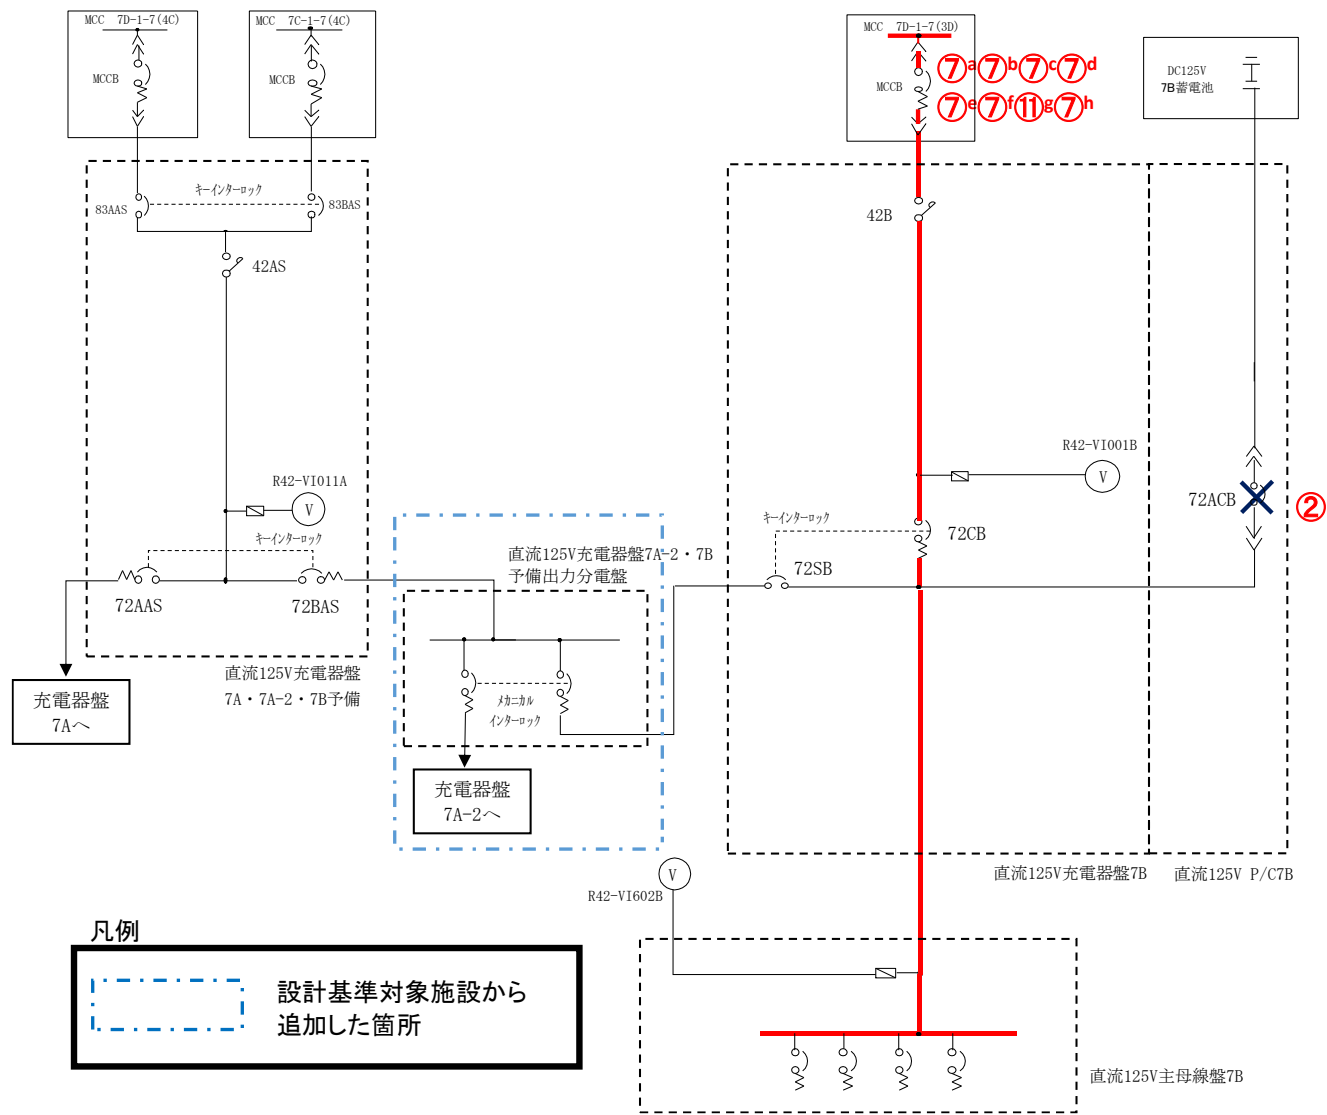 MCC 7D-1-7(4C)
MCCB
MCC 7C-1-7(4C)
MCCB
MCC 7D-1-7(3D)
MCCB
⑦a⑦b⑦c⑦d
⑦e⑦f⑪g⑦h
DC125V
7B蓄電池
キーインターロック
83AAS
83BAS
42AS
42B
R42-VI011A
V
R42-VI001B
V
キーインターロック
72AAS
72BAS
直流125V充電器盤7A-2・7B
予備出力分電盤
キーインターロック
72CB
72SB
72ACB
②
メカニカル
インターロック
直流125V充電器盤
7A・7A-2・7B予備
充電器盤
7Aへ
充電器盤
7A-2へ
直流125V充電器盤7B
直流125V P/C7B
V
R42-VI602B
凡例
設計基準対象施設から
追加した箇所
直流125V主母線盤7B